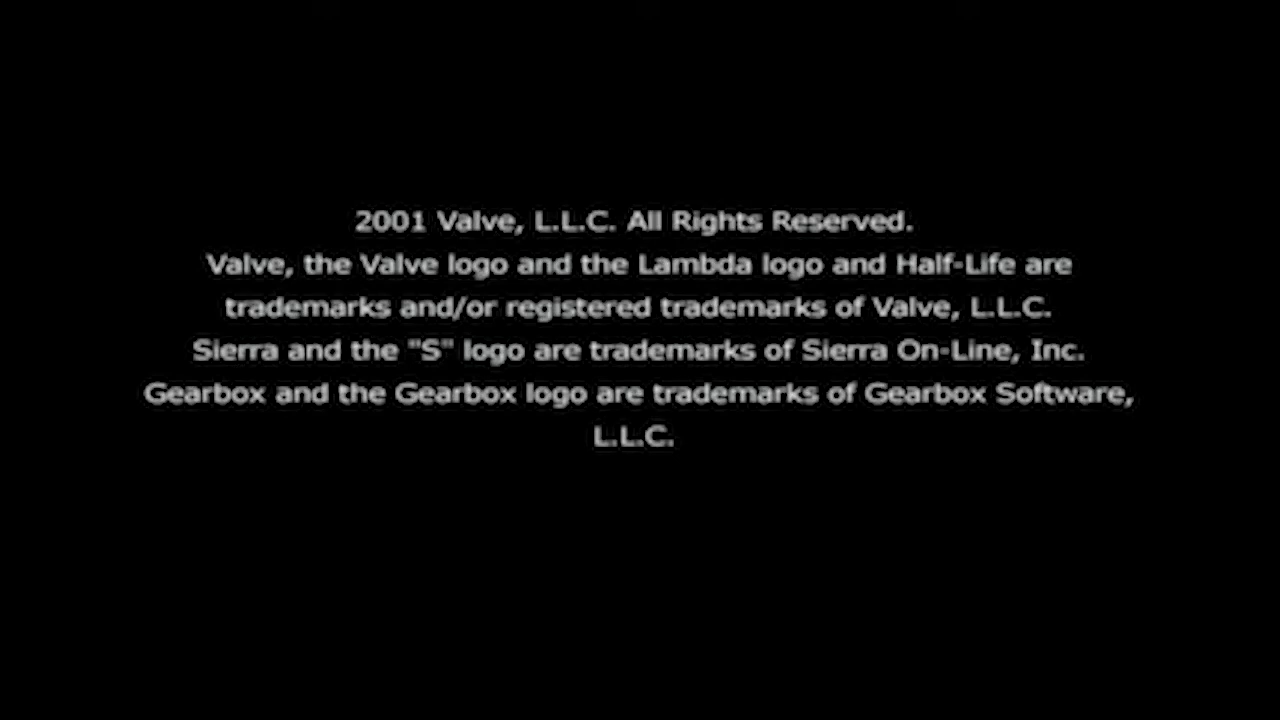 2001 Valve, L.L.C. All Rights Reserved.
Valve, the Valve logo and the Lambda logo and Half-Life are
trademarks and/or registered trademarks of Valve, L.L.C.
Sierra and the "S" logo are trademarks of Sierra On-Line, Inc.
Gearbox and the Gearbox logo are trademarks of Gearbox Software,
L.L.C.